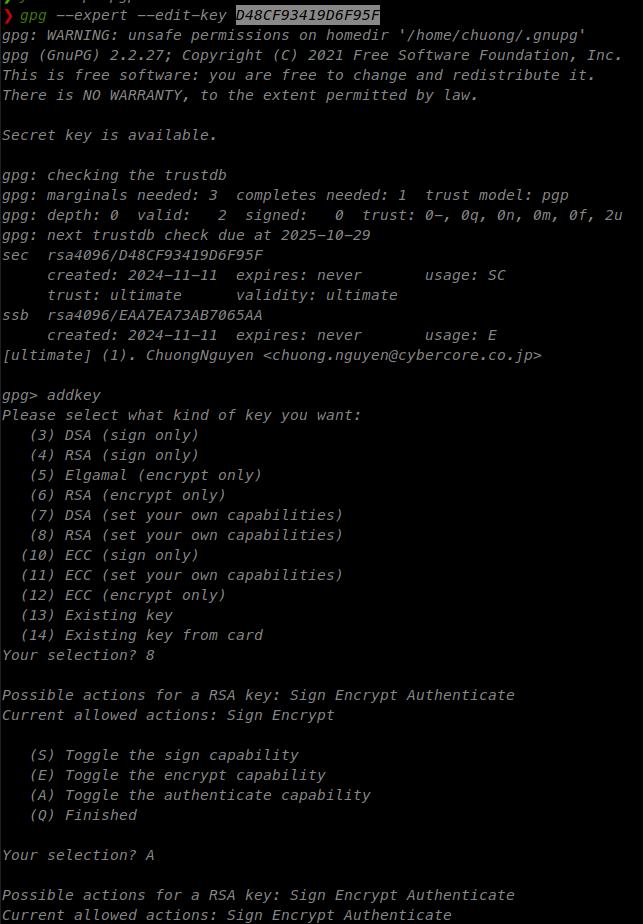 ❯ gpg --expert --edit-key D48CF93419D6F95F
gpg: WARNING: unsafe permissions on homedir '/home/chuong/.gnupg'
gpg (GnuPG) 2.2.27; Copyright (C) 2021 Free Software Foundation, Inc.
This is free software: you are free to change and redistribute it.
There is NO WARRANTY, to the extent permitted by law.

Secret key is available.

gpg: checking the trustdb
gpg: marginals needed: 3  completes needed: 1  trust model: pgp
gpg: depth: 0  valid:   2  signed:   0  trust: 0-, 0q, 0n, 0m, 0f, 2u
gpg: next trustdb check due at 2025-10-29
sec  rsa4096/D48CF93419D6F95F
     created: 2024-11-11  expires: never       usage: SC
     trust: ultimate      validity: ultimate
ssb  rsa4096/EAA7EA73AB7065AA
     created: 2024-11-11  expires: never       usage: E
[ultimate] (1). ChuongNguyen <chuong.nguyen@cybercore.co.jp>

gpg> addkey
Please select what kind of key you want:
   (3) DSA (sign only)
   (4) RSA (sign only)
   (5) Elgamal (encrypt only)
   (6) RSA (encrypt only)
   (7) DSA (set your own capabilities)
   (8) RSA (set your own capabilities)
  (10) ECC (sign only)
  (11) ECC (set your own capabilities)
  (12) ECC (encrypt only)
  (13) Existing key
  (14) Existing key from card
Your selection? 8

Possible actions for a RSA key: Sign Encrypt Authenticate
Current allowed actions: Sign Encrypt

   (S) Toggle the sign capability
   (E) Toggle the encrypt capability
   (A) Toggle the authenticate capability
   (Q) Finished

Your selection? A

Possible actions for a RSA key: Sign Encrypt Authenticate
Current allowed actions: Sign Encrypt Authenticate